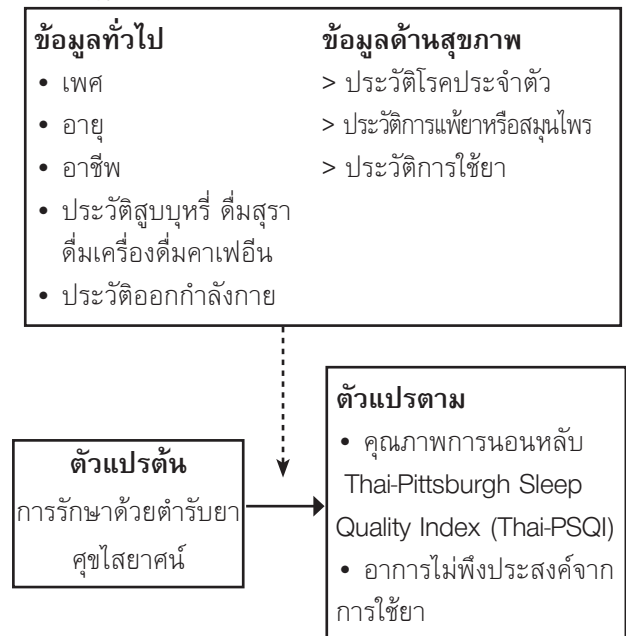 ข้อมูลทั่วไป
• เพศ
• อายุ
• อาชีพ
• ประวัติสูบบุหรี่ ดื่มสุรา
ดื่มเครื่องดื่มคาเฟอีน
• ประวัติออกกำลังกาย
ข้อมูลด้านสุขภาพ
> ประวัติโรคประจำตัว
> ประวัติการแพ้ยาหรือสมุนไพร
> ประวัติการใช้ยา
ตัวแปรต้น
การรักษาด้วยตำรับยา
ศุขไสยาศน์
ตัวแปรตาม
• คุณภาพการนอนหลับ
Thai-Pittsburgh Sleep
Quality Index (Thai-PSQI)
• อาการไม่พึงประสงค์จาก
การใช้ยา